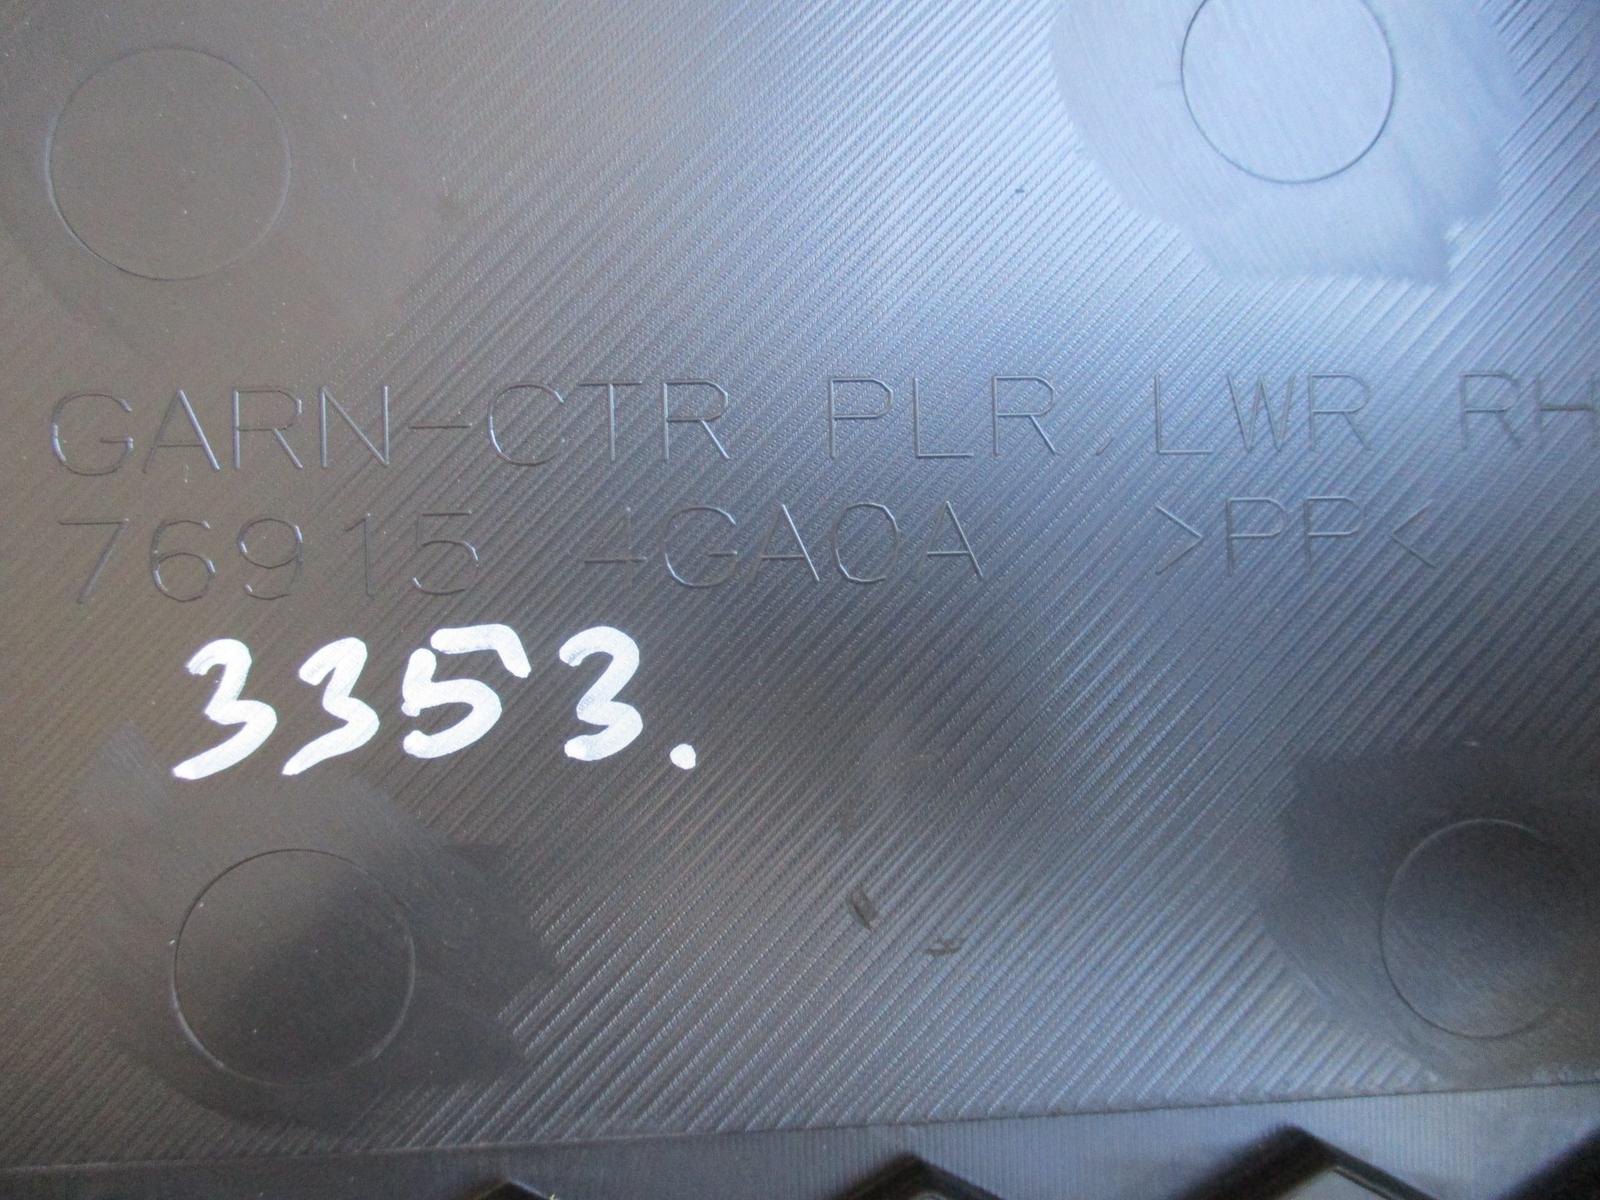 GARN-CTR PLR,LWR RH
76915 4GA0A >PP<
3353.